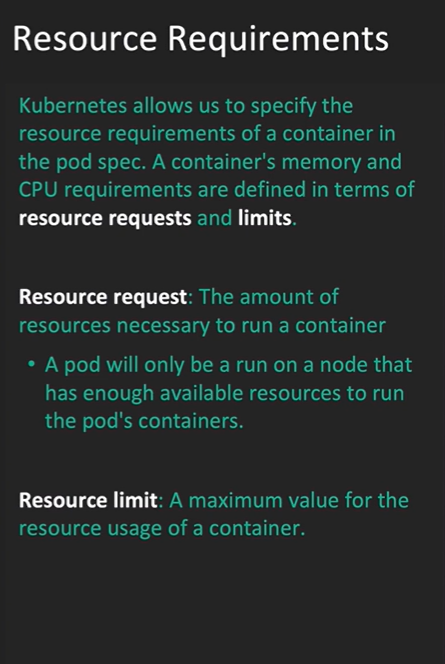 Resource Requirements
Kubernetes allows us to specify the
resource requirements of a container in
the pod spec. A container's memory and
CPU requirements are defined in terms of
resource requests and limits.
Resource request: The amount of
resources necessary to run a container
• A pod will only be a run on a node that
has enough available resources to run
the pod's containers.
Resource limit: A maximum value for the
resource usage of a container.